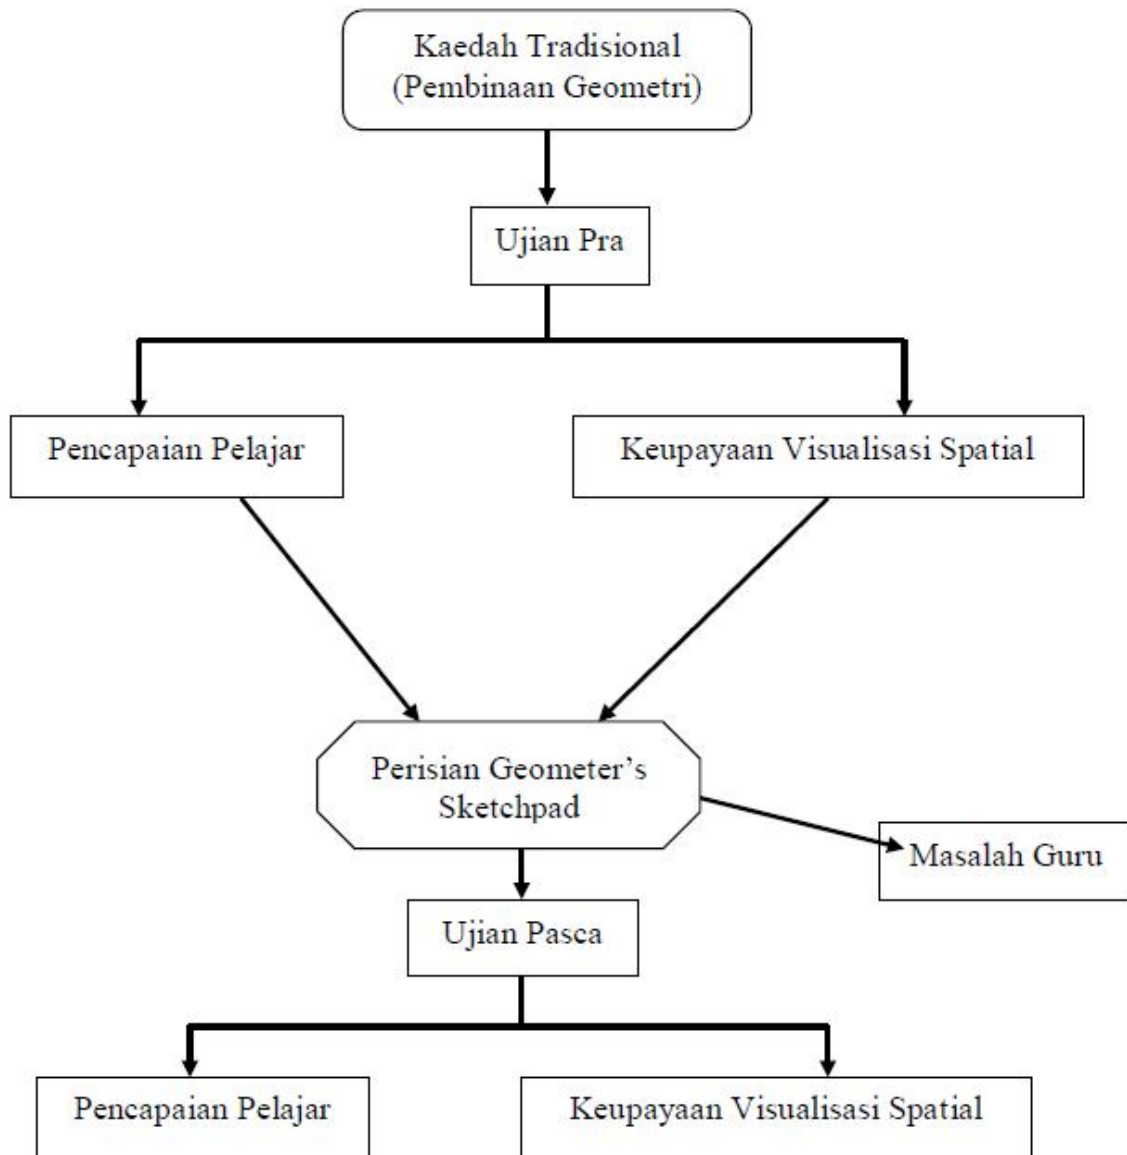 Kaedah Tradisional
(Pembinaan Geometri)
Ujian Pra
Pencapaian Pelajar
Keupayaan Visualisasi Spatial
Perisian Geometer’s
Sketchpad
Masalah Guru
Ujian Pasca
Pencapaian Pelajar
Keupayaan Visualisasi Spatial